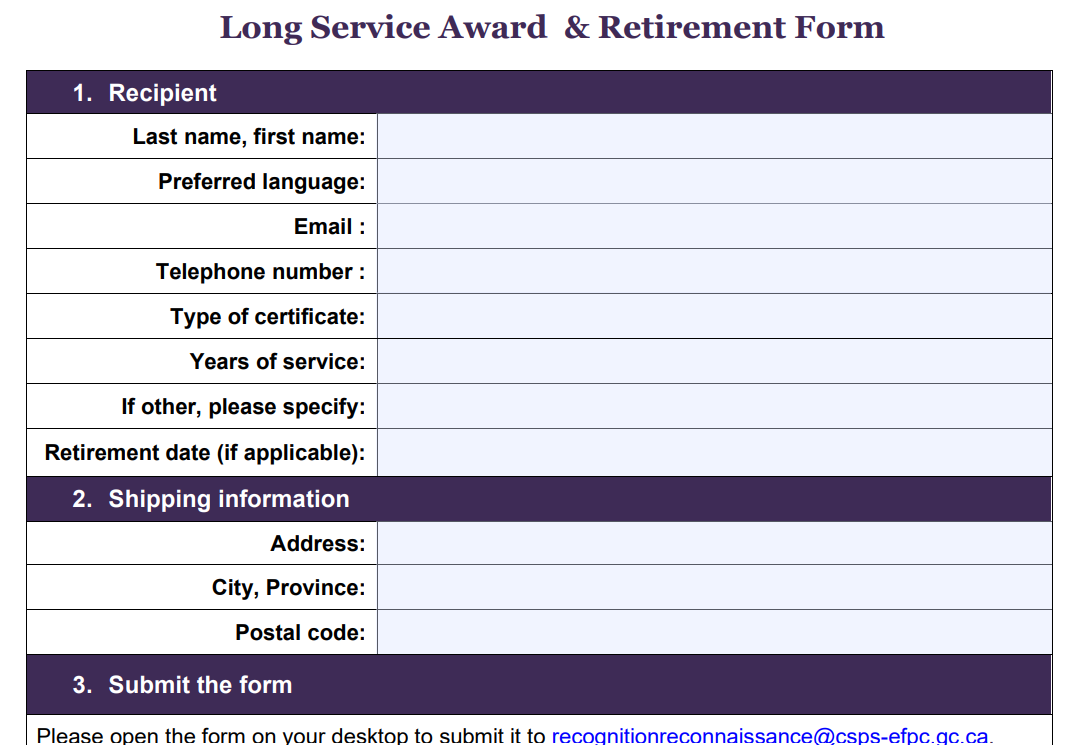 Long Service Award & Retirement Form
1. Recipient
Last name, first name:
Preferred language:
Email :
Telephone number :
Type of certificate:
Years of service:
If other, please specify:
Retirement date (if applicable):
2. Shipping information
Address:
City, Province:
Postal code:
3. Submit the form
Please open the form on your desktop to submit it to recognitionreconnaissance@csps-efpc.gc.ca.